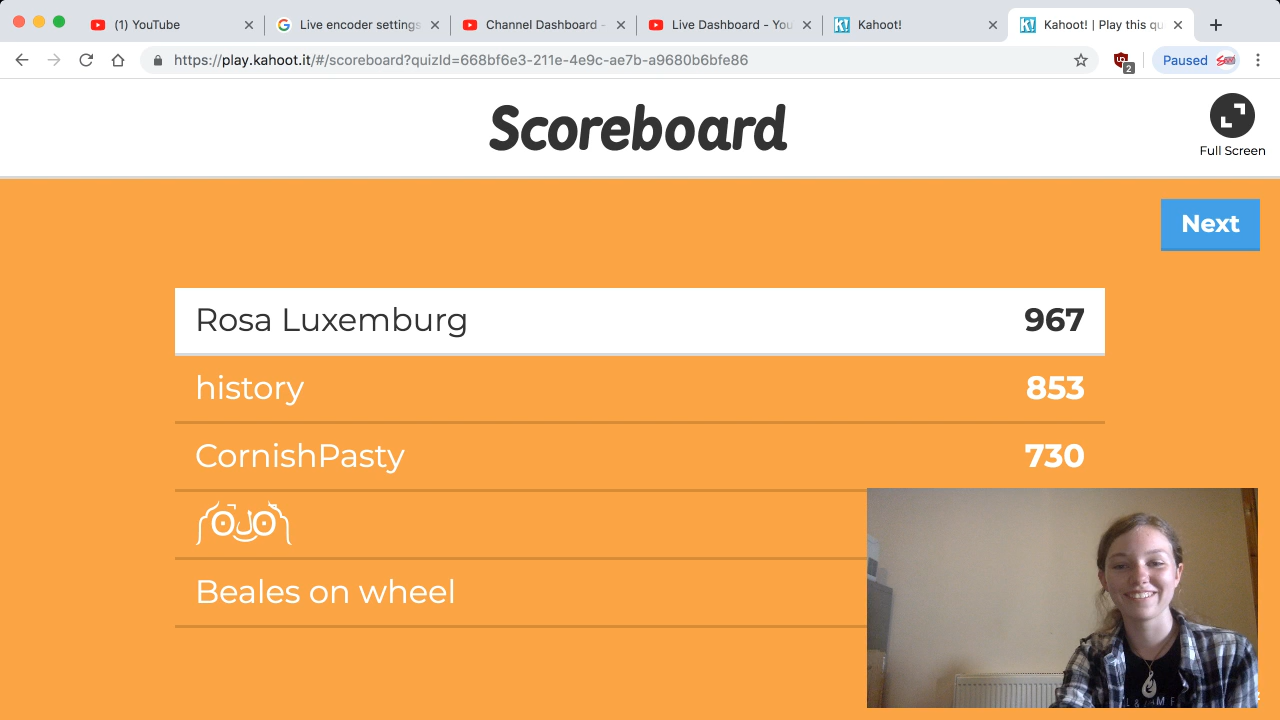 (1) YouTube
Live encoder settings
Channel Dashboard -
Live Dashboard - You
Kahoot!
Kahoot! | Play this qu
https://play.kahoot.it/#/scoreboard?quizId=668bf6e3-211e-4e9c-ae7b-a9680b6bfe86
2
Paused
Scoreboard
Full Screen
Next
Rosa Luxemburg 967
history 853
CornishPasty 730
Beales on wheel